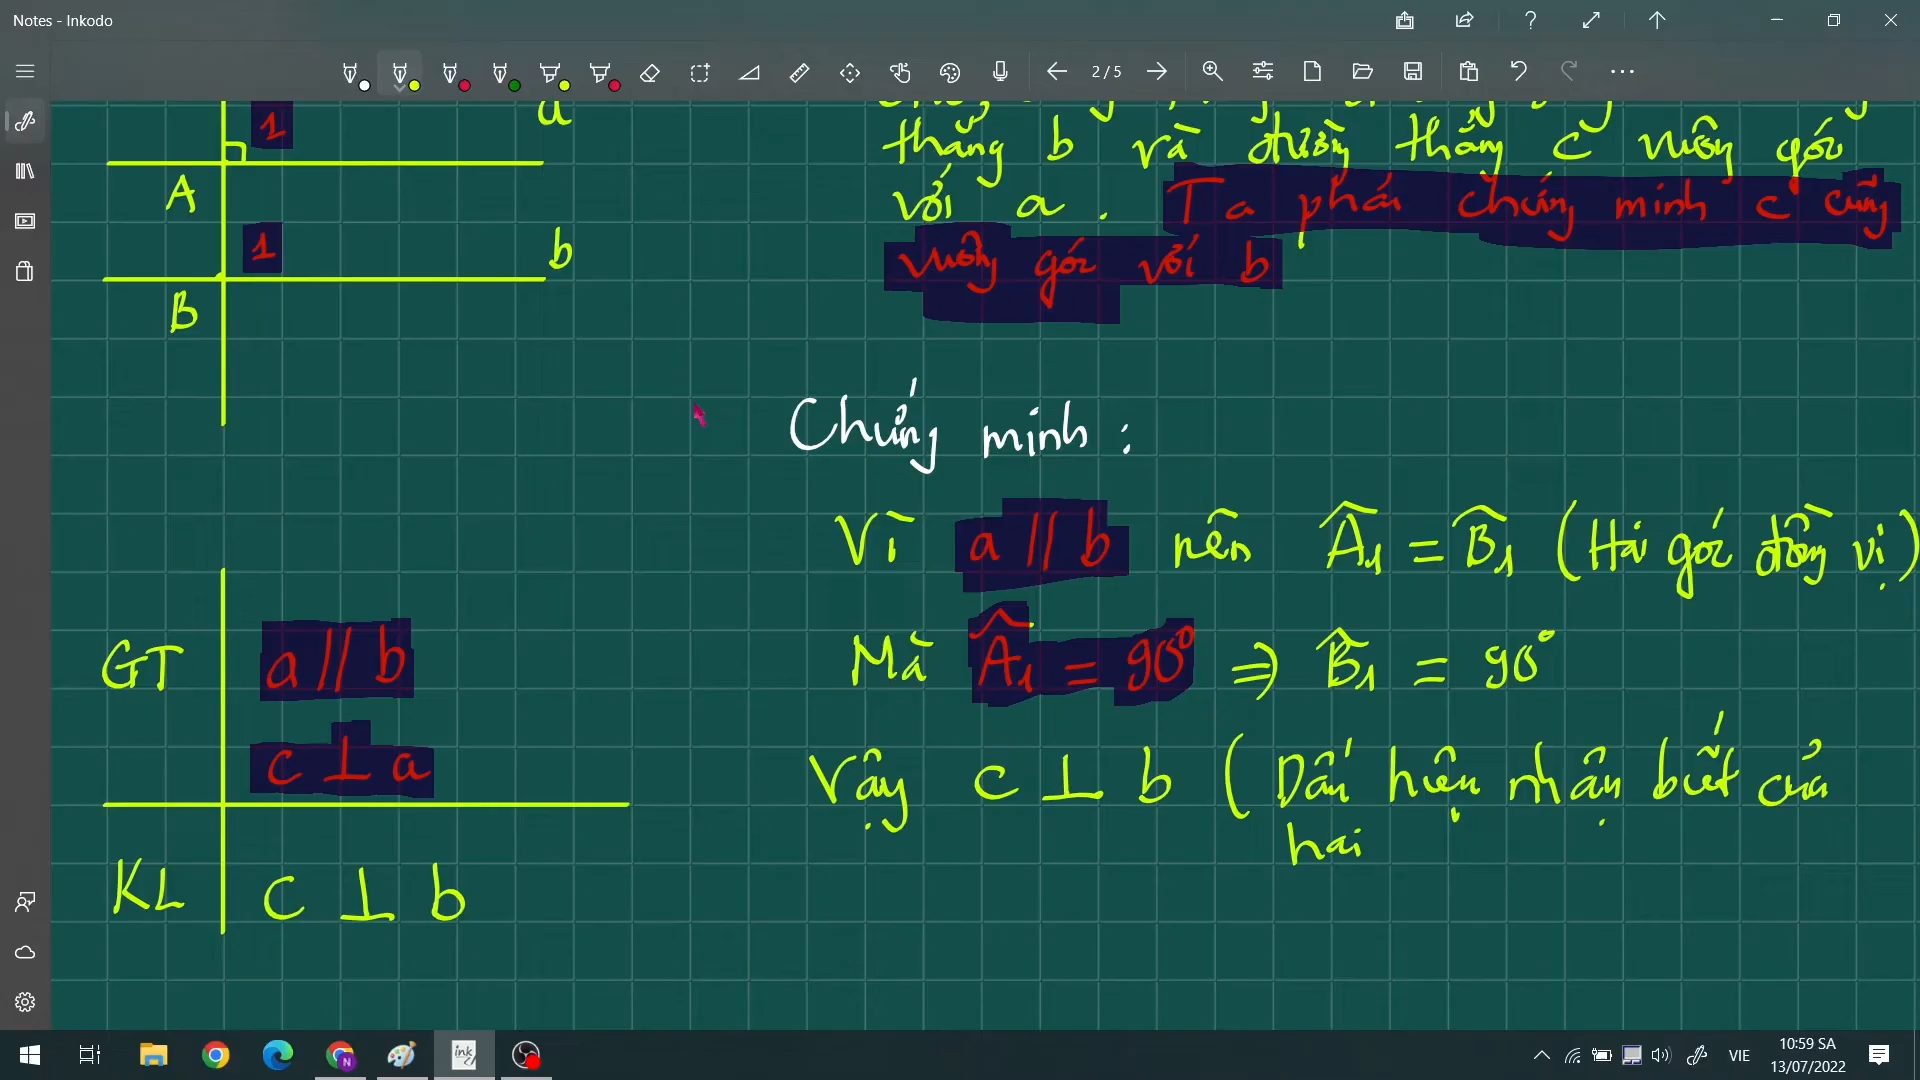 Notes - Inkodo
2 / 5
1
a
thẳng b và đường thẳng c vuông góc
A
với a . Ta phải chứng minh c cũng
1
b
vuông góc với b
B
Chứng minh :
Vì a // b nên Â₁ = B̂₁ (Hai góc đồng vị)
GT
a // b
Mà Â₁ = 90° ⇒ B̂₁ = 90°
c ⊥ a
Vậy c ⊥ b ( Dấu hiệu nhận biết của
hai
KL
c ⊥ b
ink
N
VIE
10:59 SA
13/07/2022